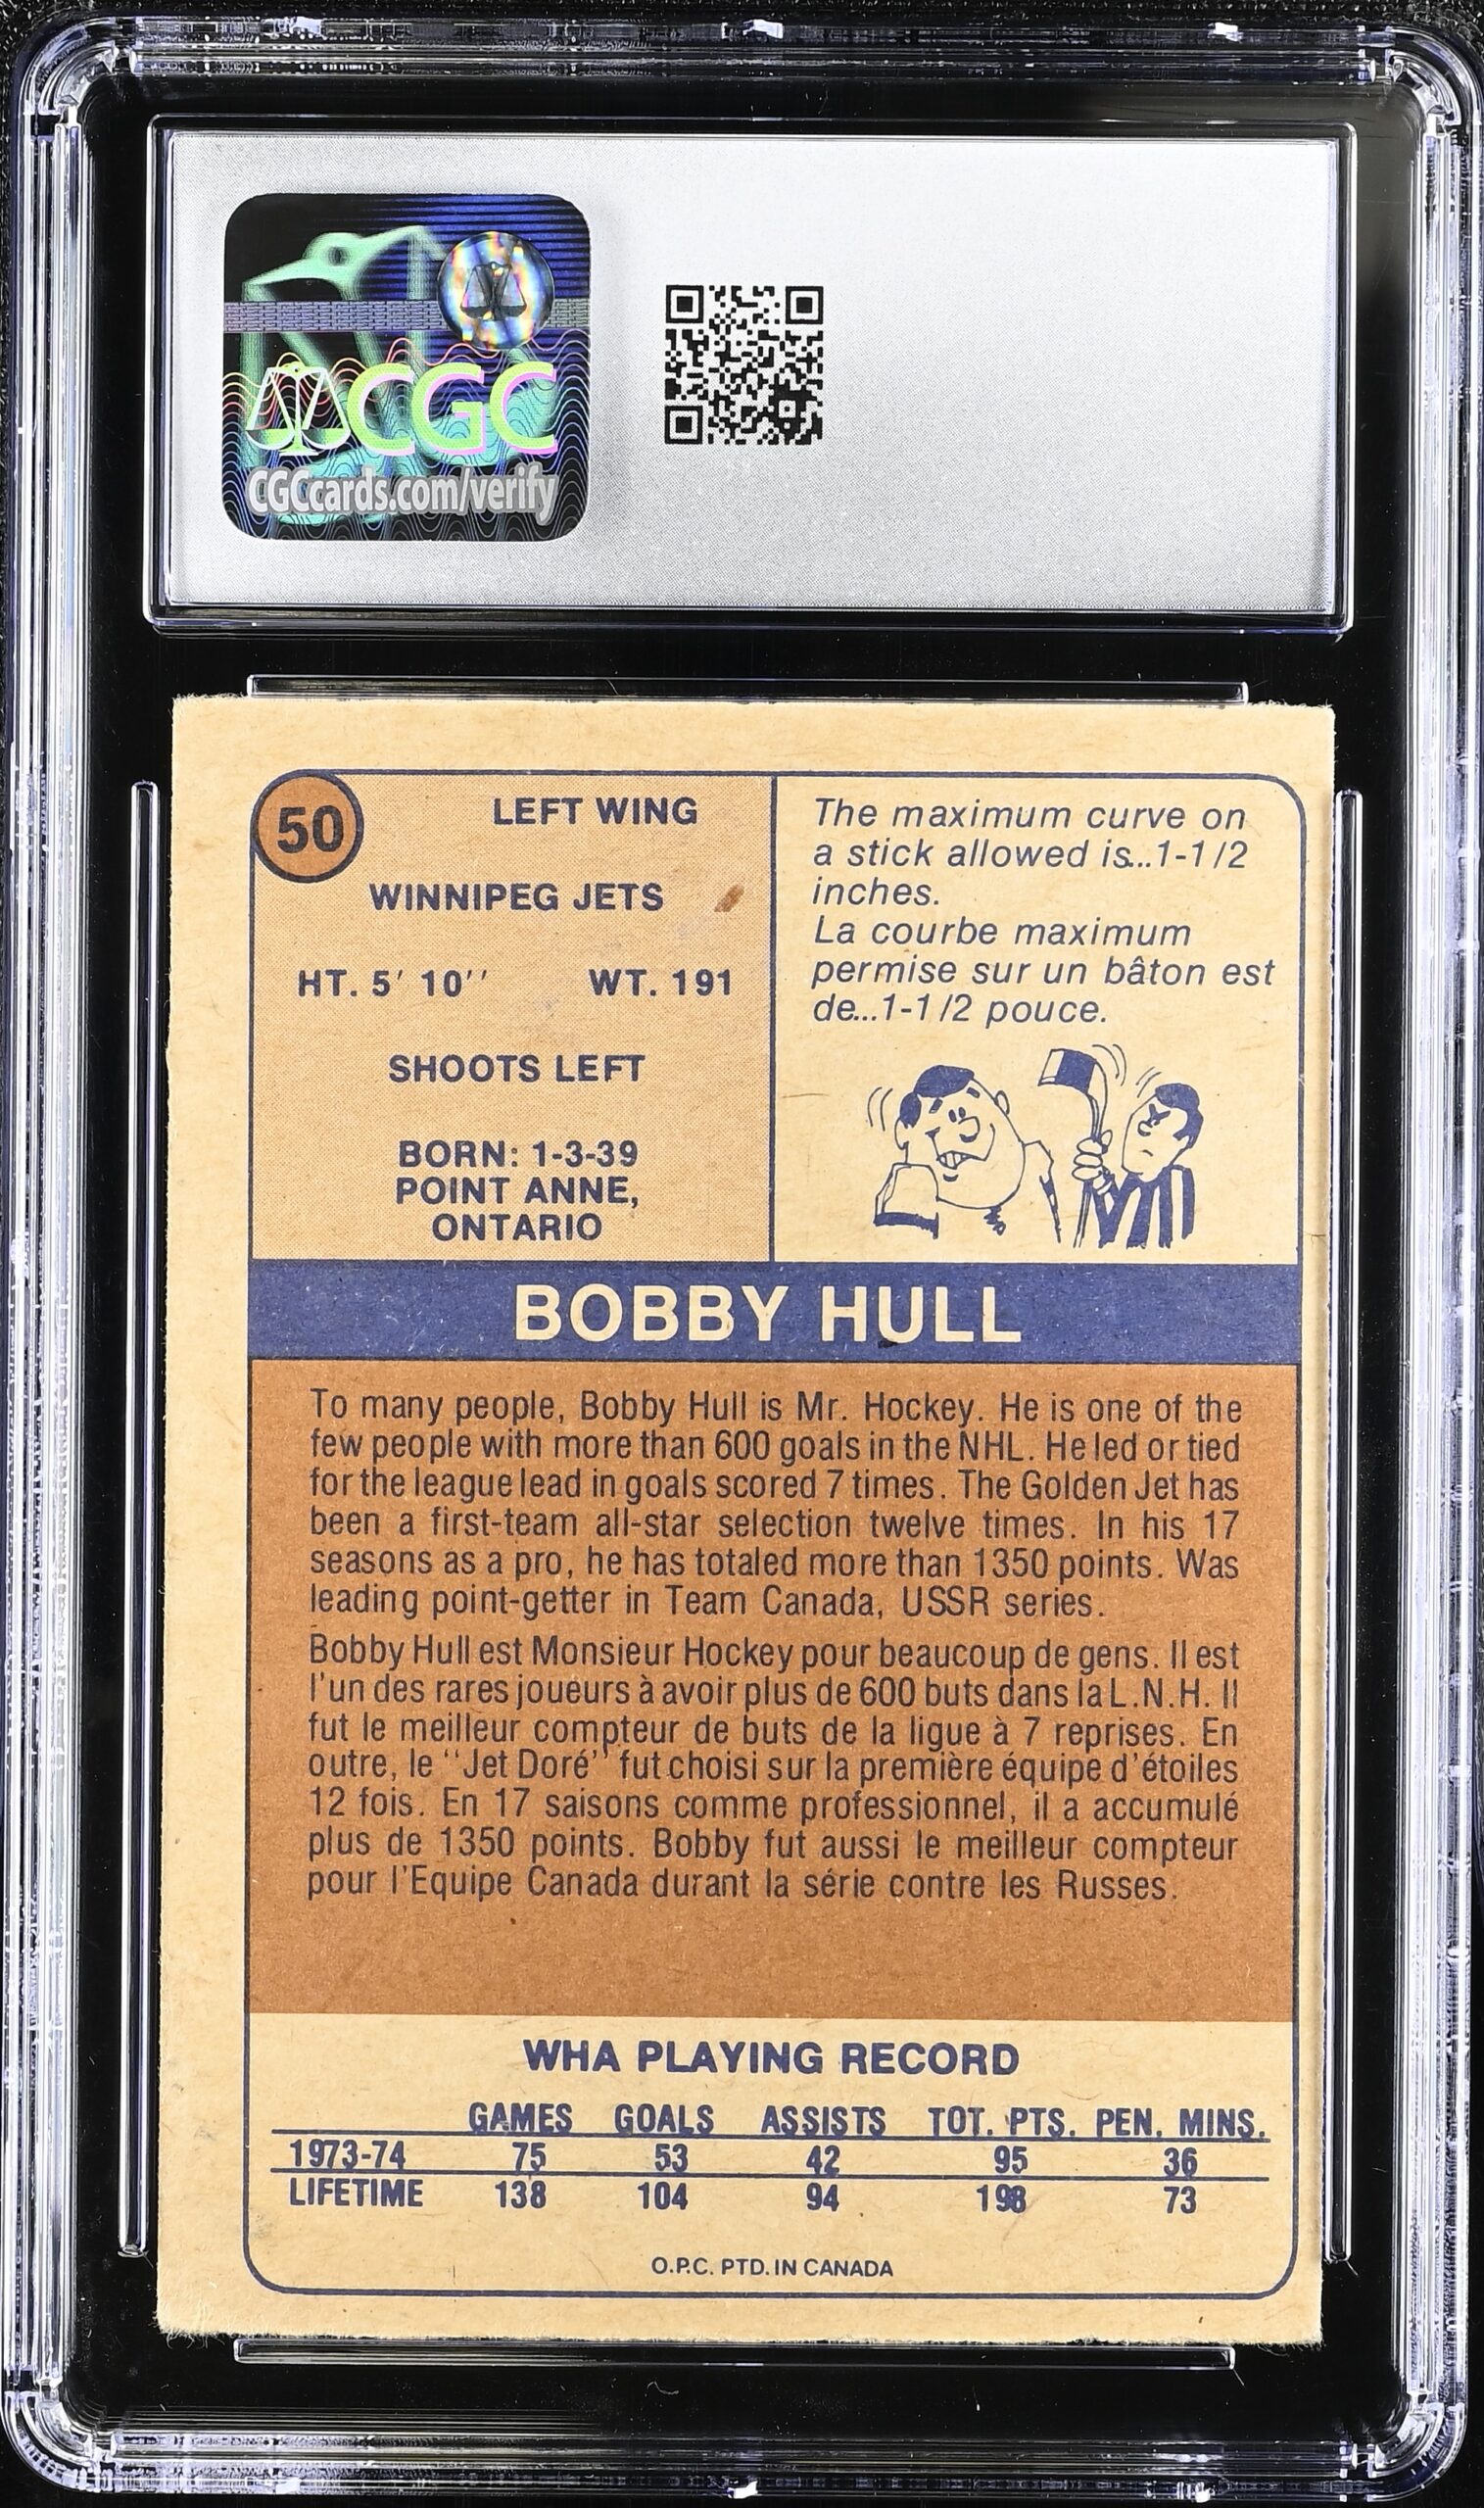 CGC
CGCcards.com/verify
50
LEFT WING
WINNIPEG JETS
HT. 5' 10'' WT. 191
SHOOTS LEFT
BORN: 1-3-39
POINT ANNE,
ONTARIO
The maximum curve on
a stick allowed is...1-1/2
inches.
La courbe maximum
permise sur un bâton est
de...1-1/2 pouce.
BOBBY HULL
To many people, Bobby Hull is Mr. Hockey. He is one of the
few people with more than 600 goals in the NHL. He led or tied
for the league lead in goals scored 7 times. The Golden Jet has
been a first-team all-star selection twelve times. In his 17
seasons as a pro, he has totaled more than 1350 points. Was
leading point-getter in Team Canada, USSR series.
Bobby Hull est Monsieur Hockey pour beaucoup de gens. Il est
l'un des rares joueurs à avoir plus de 600 buts dans la L.N.H. Il
fut le meilleur compteur de buts de la ligue à 7 reprises. En
outre, le ''Jet Doré'' fut choisi sur la première équipe d'étoiles
12 fois. En 17 saisons comme professionnel, il a accumulé
plus de 1350 points. Bobby fut aussi le meilleur compteur
pour l'Equipe Canada durant la série contre les Russes.
WHA PLAYING RECORD
GAMES GOALS ASSISTS TOT. PTS. PEN. MINS.
1973-74 75 53 42 95 36
LIFETIME 138 104 94 198 73
O.P.C. PTD. IN CANADA